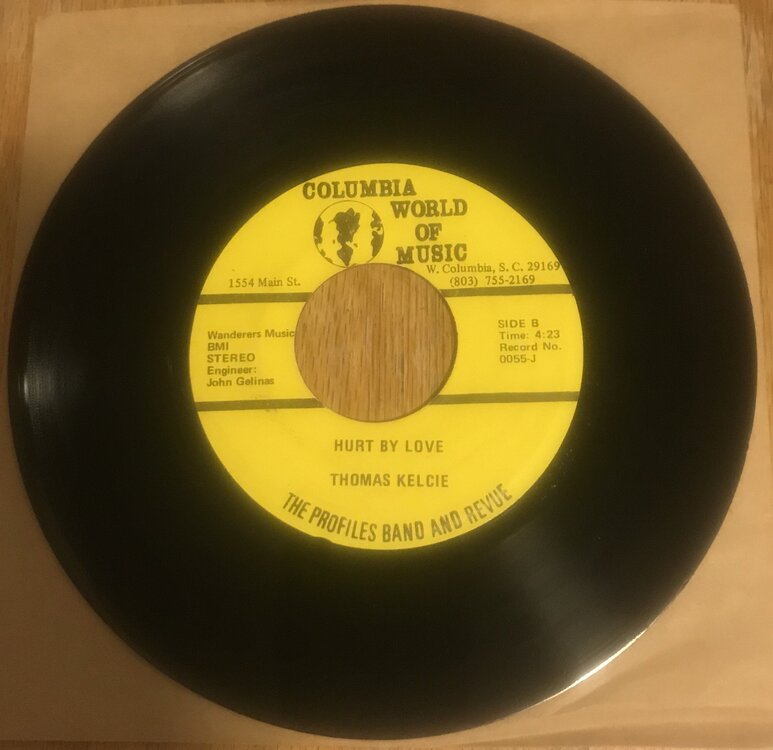 COLUMBIA
WORLD
OF
MUSIC
W. Columbia, S. C. 29169
1554 Main St.
(803) 755-2169
Wanderers Music
BMI
STEREO
Engineer:
John Gelinas
SIDE B
Time: 4:23
Record No.
0055-J
HURT BY LOVE
THOMAS KELCIE
THE PROFILES BAND AND REVUE